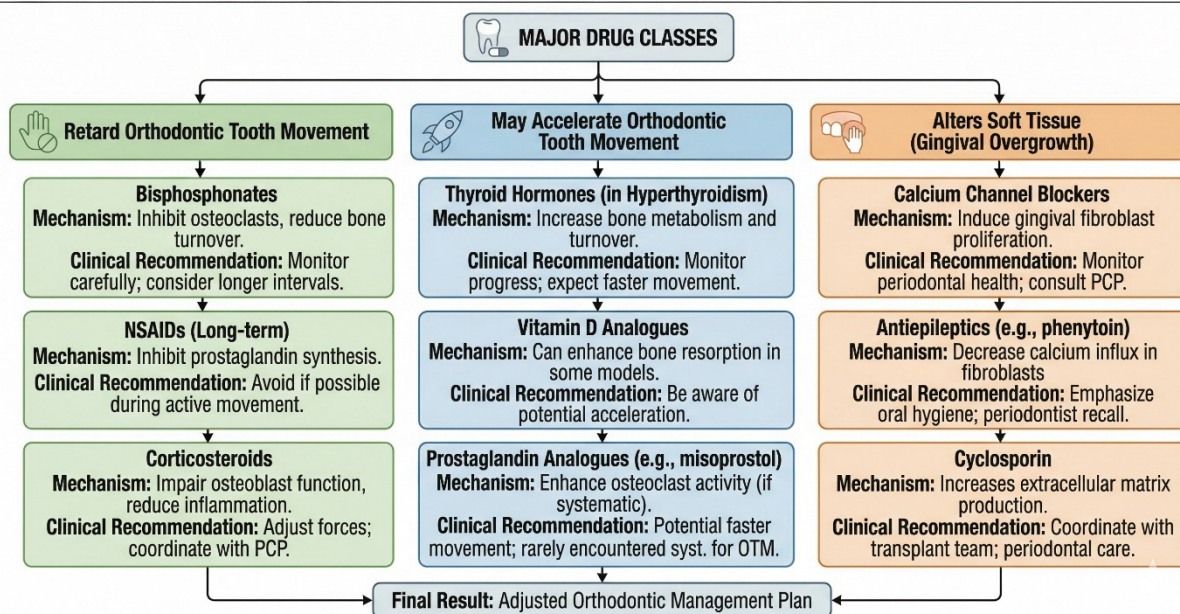 MAJOR DRUG CLASSES
Retard Orthodontic Tooth Movement
Bisphosphonates
Mechanism: Inhibit osteoclasts, reduce bone
turnover.
Clinical Recommendation: Monitor
carefully; consider longer intervals.
NSAIDs (Long-term)
Mechanism: Inhibit prostaglandin synthesis.
Clinical Recommendation: Avoid if possible
during active movement.
Corticosteroids
Mechanism: Impair osteoblast function,
reduce inflammation.
Clinical Recommendation: Adjust forces;
coordinate with PCP.
May Accelerate Orthodontic
Tooth Movement
Thyroid Hormones (in Hyperthyroidism)
Mechanism: Increase bone metabolism and
turnover.
Clinical Recommendation: Monitor
progress; expect faster movement.
Vitamin D Analogues
Mechanism: Can enhance bone resorption in
some models.
Clinical Recommendation: Be aware of
potential acceleration.
Prostaglandin Analogues (e.g., misoprostol)
Mechanism: Enhance osteoclast activity (if
systematic).
Clinical Recommendation: Potential faster
movement; rarely encountered syst. for OTM.
Alters Soft Tissue
(Gingival Overgrowth)
Calcium Channel Blockers
Mechanism: Induce gingival fibroblast
proliferation.
Clinical Recommendation: Monitor
periodontal health; consult PCP.
Antiepileptics (e.g., phenytoin)
Mechanism: Decrease calcium influx in
fibroblasts
Clinical Recommendation: Emphasize
oral hygiene; periodontist recall.
Cyclosporin
Mechanism: Increases extracellular matrix
production.
Clinical Recommendation: Coordinate with
transplant team; periodontal care.
Final Result: Adjusted Orthodontic Management Plan